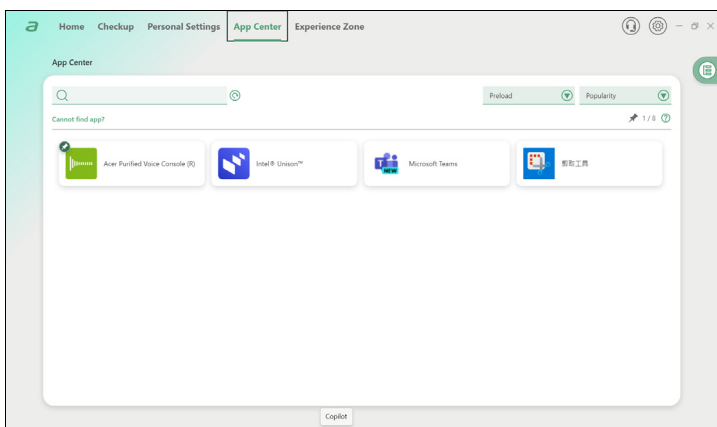 a Home Checkup Personal Settings App Center Experience Zone
App Center
Preload Popularity
Cannot find app? 1 / 8
Acer Purified Voice Console (R) Intel® Unison™ Microsoft Teams 剪取工具
NEW
Copilot